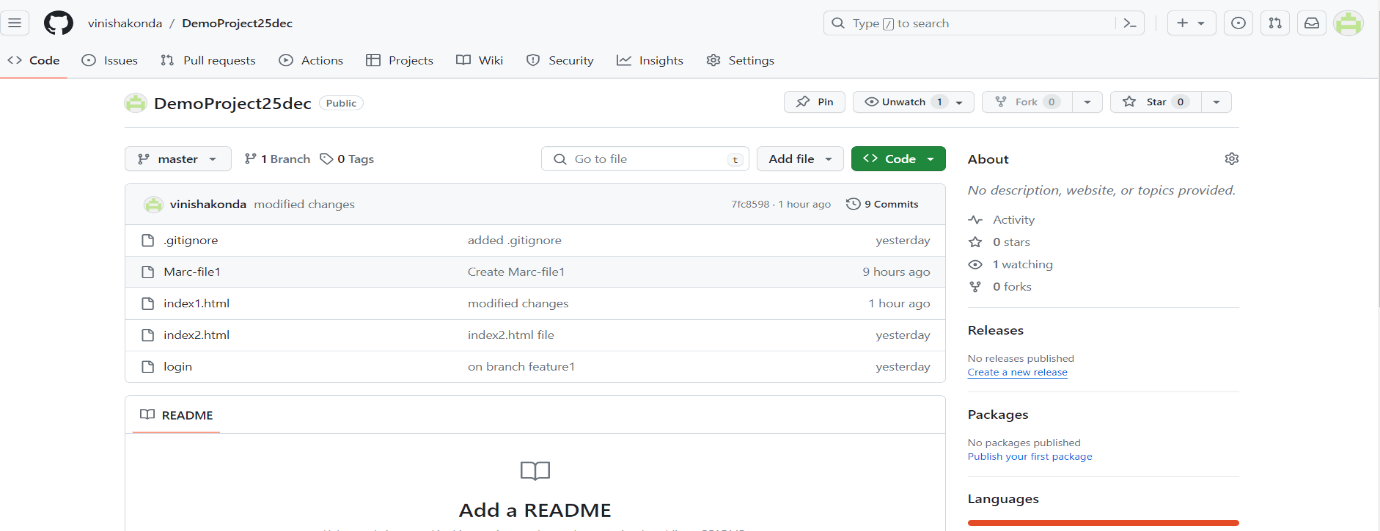 vinishakonda / DemoProject25dec
Type / to search
Code Issues Pull requests Actions Projects Wiki Security Insights Settings
DemoProject25dec Public
Pin Unwatch 1 Fork 0 Star 0
master 1 Branch 0 Tags Go to file t Add file Code
vinishakonda modified changes 7fc8598 · 1 hour ago 9 Commits
.gitignore added .gitignore yesterday
Marc-file1 Create Marc-file1 9 hours ago
index1.html modified changes 1 hour ago
index2.html index2.html file yesterday
login on branch feature1 yesterday
README
Add a README
About
No description, website, or topics provided.
Activity
0 stars
1 watching
0 forks
Releases
No releases published
Create a new release
Packages
No packages published
Publish your first package
Languages